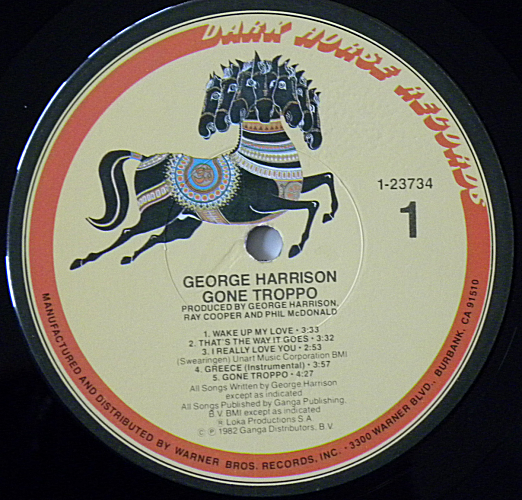 DARK HORSE RECORDS
1-23734
1
GEORGE HARRISON
GONE TROPPO
PRODUCED BY GEORGE HARRISON,
RAY COOPER AND PHIL McDONALD
1. WAKE UP MY LOVE • 3:33
2. THAT'S THE WAY IT GOES • 3:32
3. I REALLY LOVE YOU • 2:53
(Swearingen) Unart Music Corporation BMI
4. GREECE (Instrumental) • 3:57
5. GONE TROPPO • 4:27
All Songs Written by George Harrison
except as indicated
All Songs Published by Ganga Publishing,
B.V. BMI except as indicated
℗ Loka Productions S.A.
© ℗ 1982 Ganga Distributors, B.V.
MANUFACTURED AND DISTRIBUTED BY WARNER BROS. RECORDS, INC. • 3300 WARNER BLVD., BURBANK, CA 91510